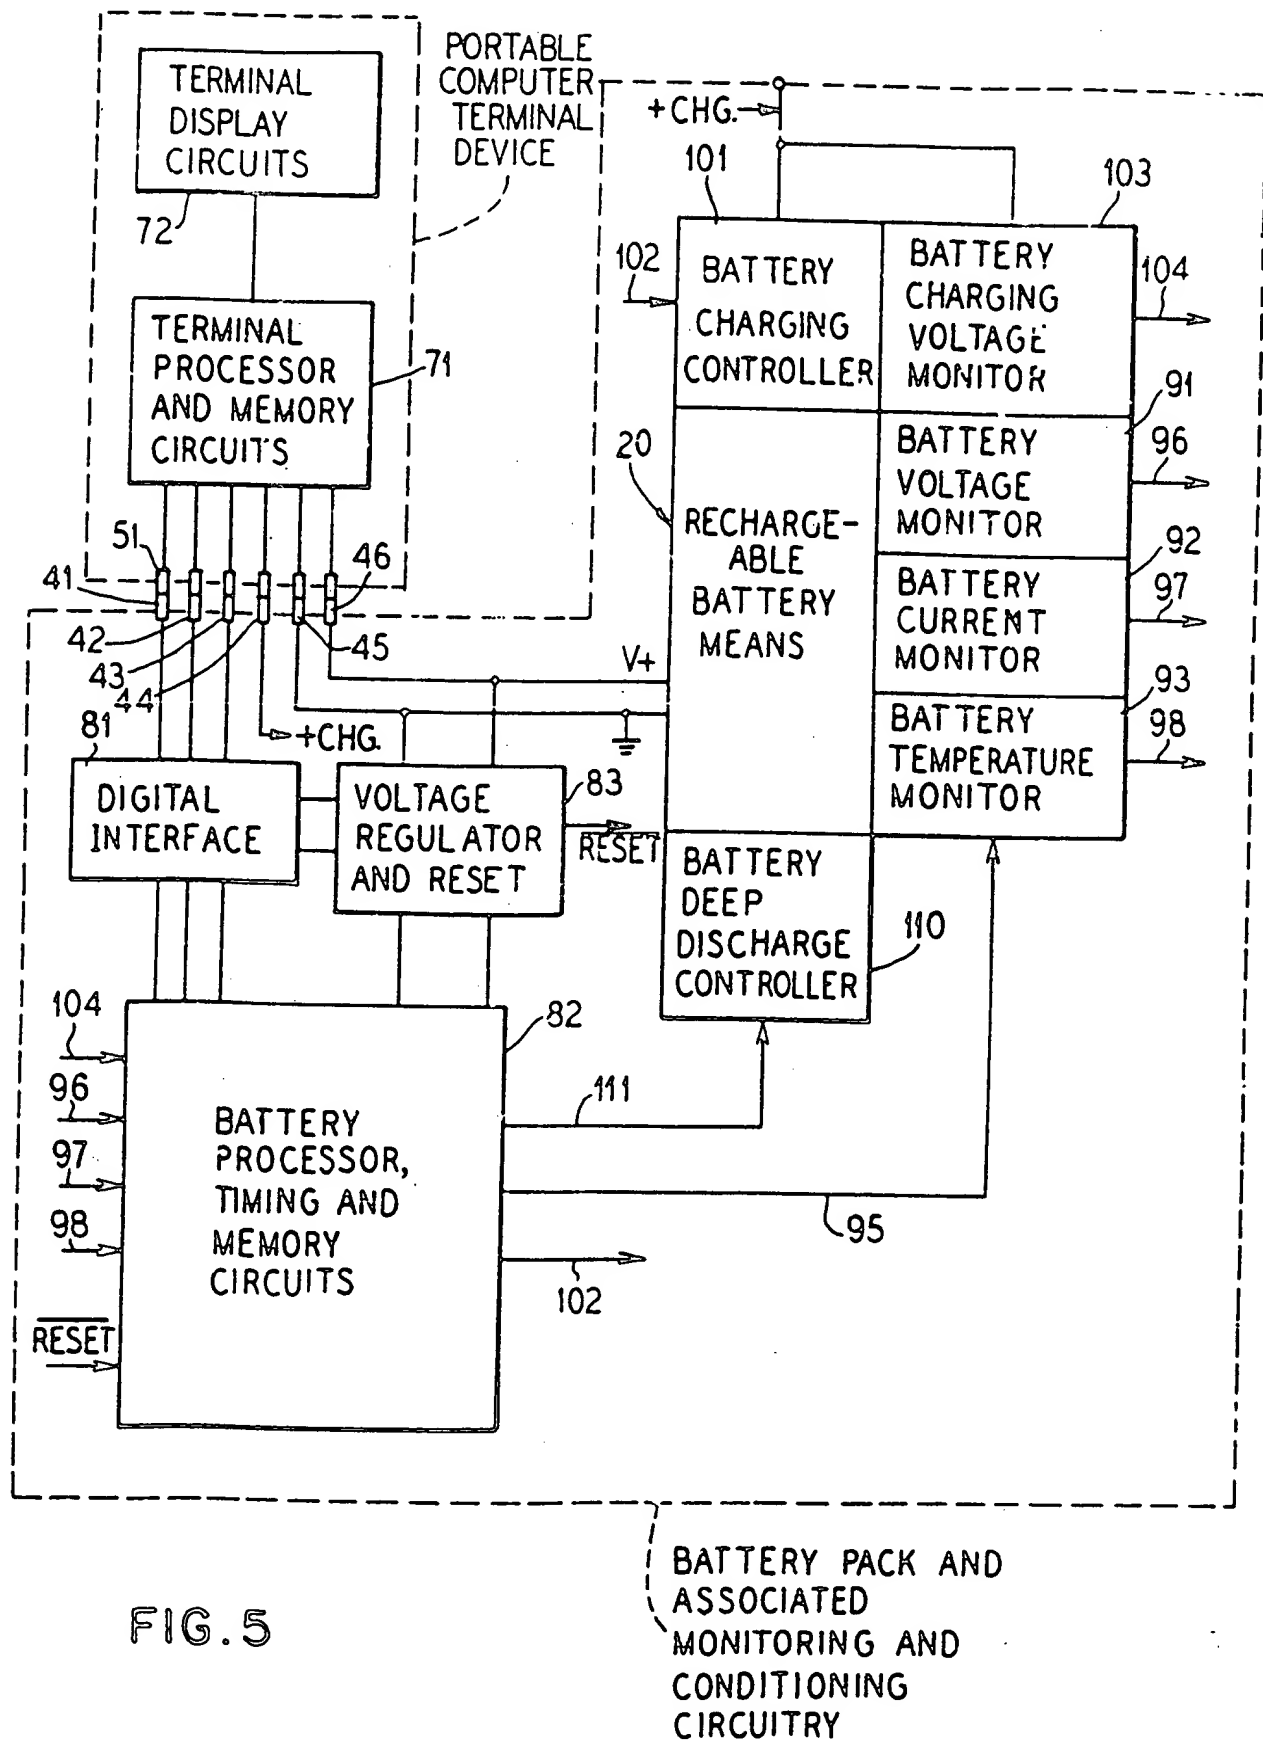 PORTABLE
COMPUTER
TERMINAL
DEVICE
TERMINAL
DISPLAY
CIRCUITS
72
TERMINAL
PROCESSOR
AND MEMORY
CIRCUITS
71
51
41
42
43
44
45
46
+CHG.
+CHG.
101
102
BATTERY
CHARGING
CONTROLLER
103
BATTERY
CHARGING
VOLTAGE
MONITOR
104
91
BATTERY
VOLTAGE
MONITOR
96
92
BATTERY
CURRENT
MONITOR
97
93
BATTERY
TEMPERATURE
MONITOR
98
20
RECHARGE-
ABLE
BATTERY
MEANS
V+
81
DIGITAL
INTERFACE
VOLTAGE
REGULATOR
AND RESET
83
RESET
BATTERY
DEEP
DISCHARGE
CONTROLLER
110
104
96
97
98
RESET
82
BATTERY
PROCESSOR,
TIMING AND
MEMORY
CIRCUITS
111
95
102
BATTERY PACK AND
ASSOCIATED
MONITORING AND
CONDITIONING
CIRCUITRY
FIG. 5